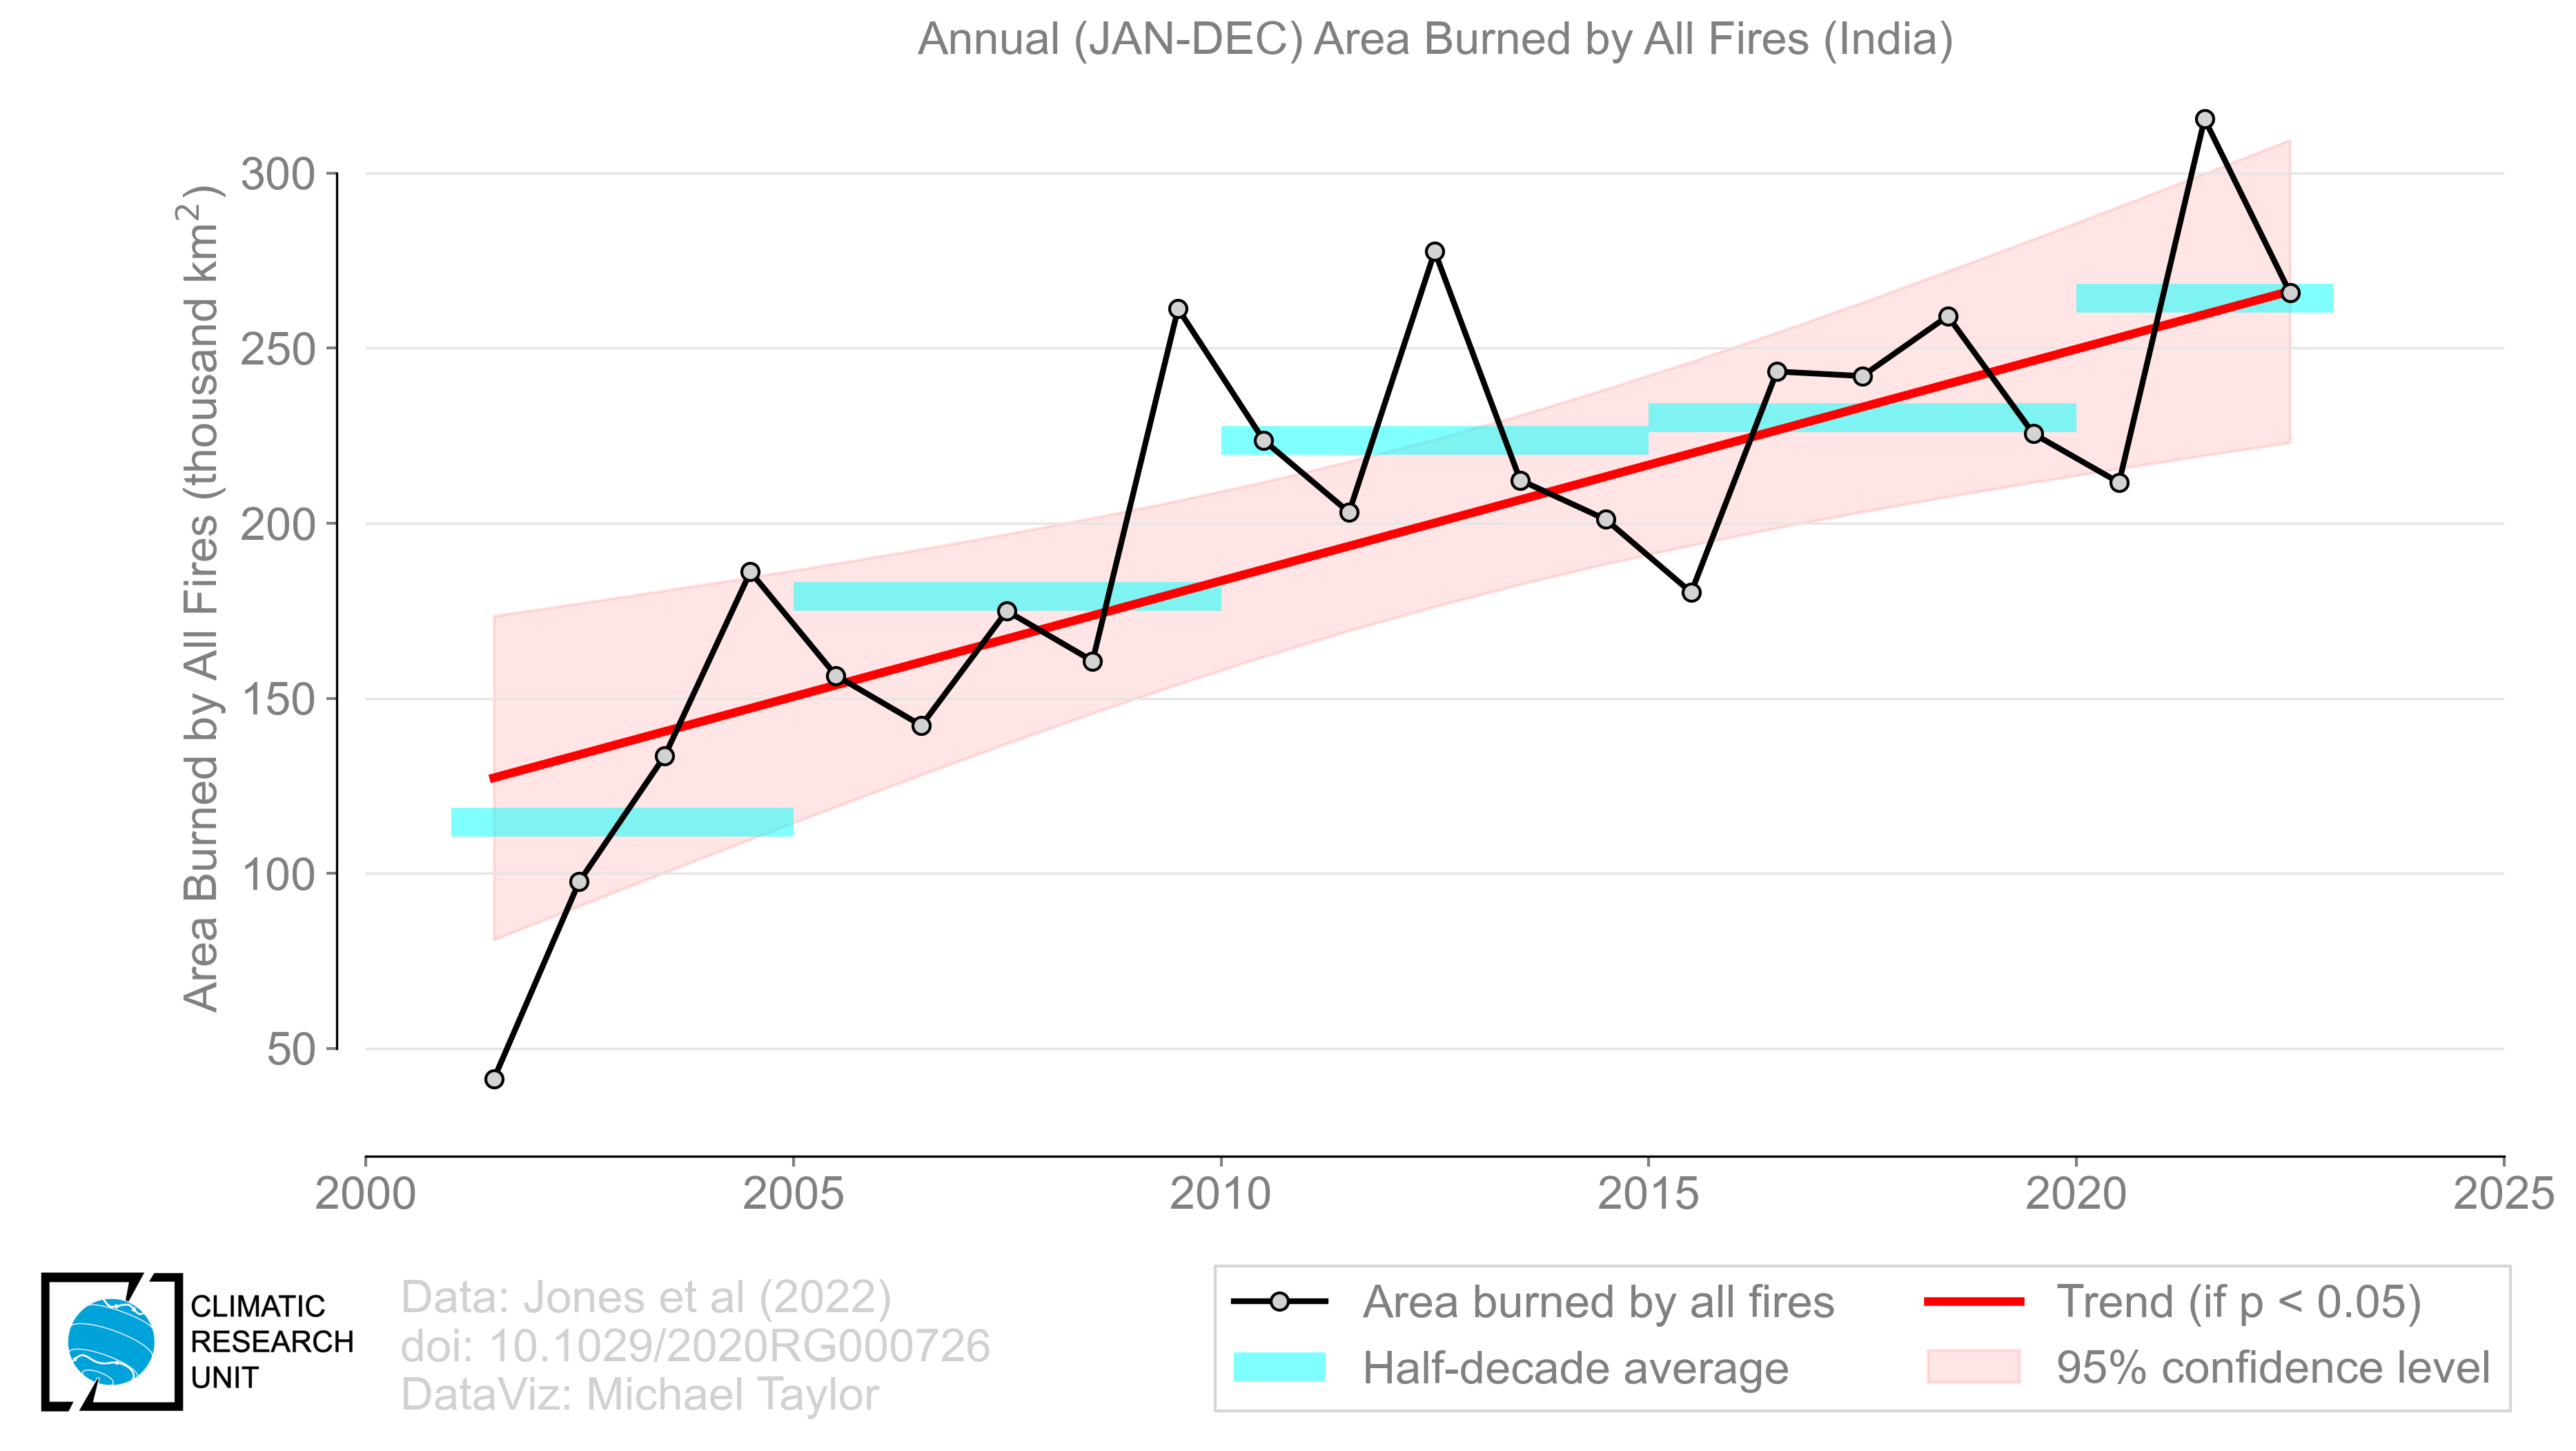 Annual (JAN-DEC) Area Burned by All Fires (India)
Area Burned by All Fires (thousand km²)
300
250
200
150
100
50
2000
2005
2010
2015
2020
2025
CLIMATIC
RESEARCH
UNIT
Data: Jones et al (2022)
doi: 10.1029/2020RG000726
DataViz: Michael Taylor
Area burned by all fires
Half-decade average
Trend (if p < 0.05)
95% confidence level